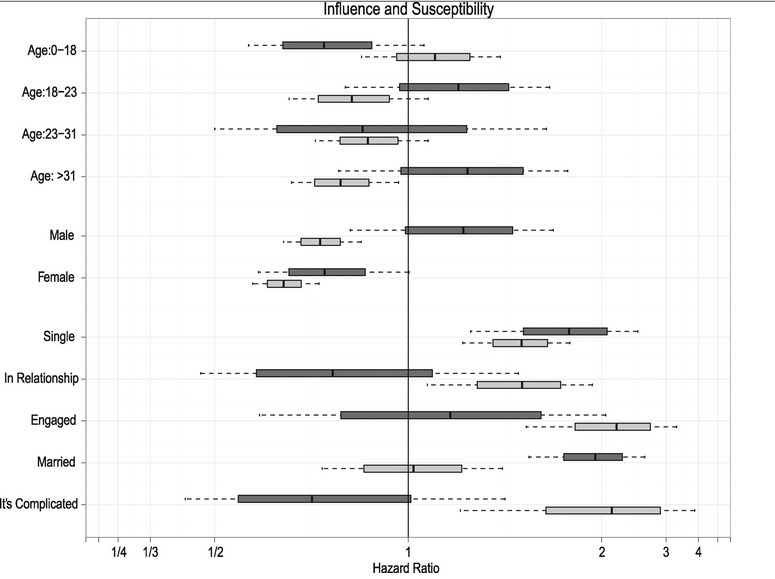 Influence and Susceptibility
Age:0−18
Age:18−23
Age:23−31
Age: >31
Male
Female
Single
In Relationship
Engaged
Married
It's Complicated
1/4 1/3 1/2 1 2 3 4
Hazard Ratio